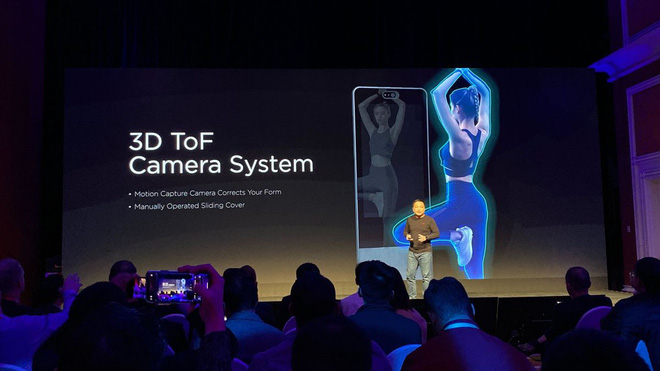 3D ToF
Camera System
• Motion Capture Camera Corrects Your Form
• Manually Operated Sliding Cover